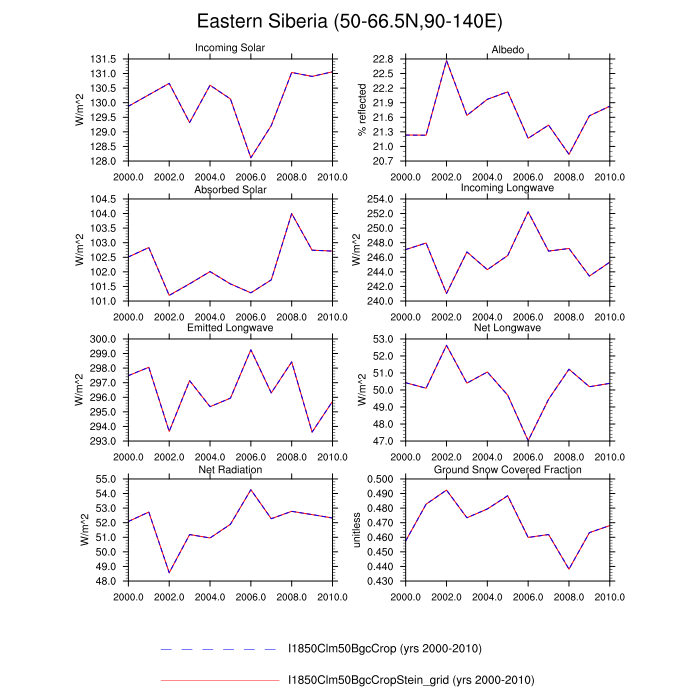 Eastern Siberia (50-66.5N,90-140E)
Incoming Solar
W/m^2
131.5
131.0
130.5
130.0
129.5
129.0
128.5
128.0
2000.0 2002.0 2004.0 2006.0 2008.0 2010.0
Albedo
% reflected
22.8
22.5
22.2
21.9
21.6
21.3
21.0
20.7
2000.0 2002.0 2004.0 2006.0 2008.0 2010.0
Absorbed Solar
W/m^2
104.5
104.0
103.5
103.0
102.5
102.0
101.5
101.0
2000.0 2002.0 2004.0 2006.0 2008.0 2010.0
Incoming Longwave
W/m^2
254.0
252.0
250.0
248.0
246.0
244.0
242.0
240.0
2000.0 2002.0 2004.0 2006.0 2008.0 2010.0
Emitted Longwave
W/m^2
300.0
299.0
298.0
297.0
296.0
295.0
294.0
293.0
2000.0 2002.0 2004.0 2006.0 2008.0 2010.0
Net Longwave
W/m^2
53.0
52.0
51.0
50.0
49.0
48.0
47.0
2000.0 2002.0 2004.0 2006.0 2008.0 2010.0
Net Radiation
W/m^2
55.0
54.0
53.0
52.0
51.0
50.0
49.0
48.0
2000.0 2002.0 2004.0 2006.0 2008.0 2010.0
Ground Snow Covered Fraction
unitless
0.500
0.490
0.480
0.470
0.460
0.450
0.440
0.430
2000.0 2002.0 2004.0 2006.0 2008.0 2010.0
I1850Clm50BgcCrop (yrs 2000-2010)
I1850Clm50BgcCropStein_grid (yrs 2000-2010)